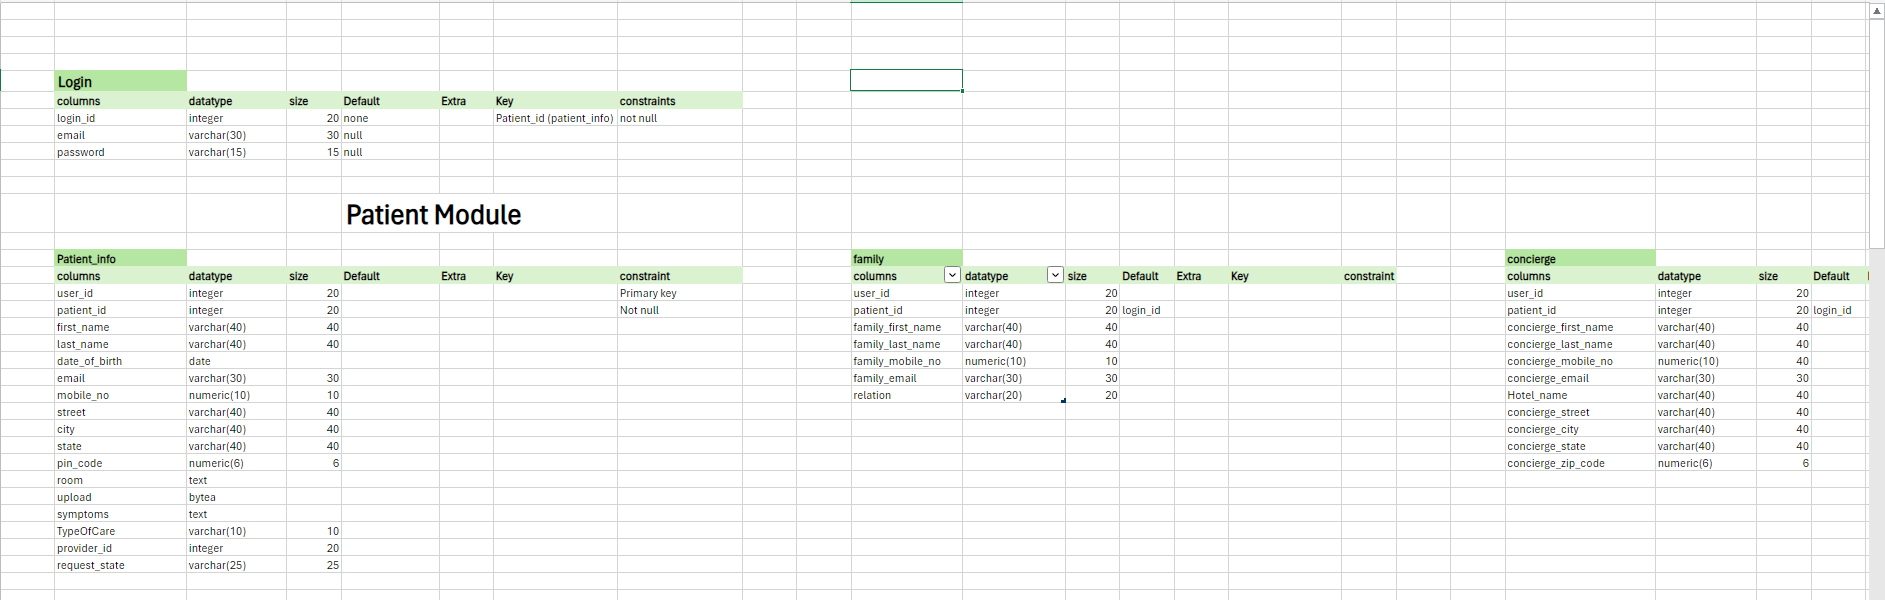 Login
columns datatype size Default Extra Key constraints
login_id integer 20 none Patient_id (patient_info) not null
email varchar(30) 30 null
password varchar(15) 15 null
Patient Module
Patient_info
columns datatype size Default Extra Key constraint
user_id integer 20 Primary key
patient_id integer 20 Not null
first_name varchar(40) 40
last_name varchar(40) 40
date_of_birth date
email varchar(30) 30
mobile_no numeric(10) 10
street varchar(40) 40
city varchar(40) 40
state varchar(40) 40
pin_code numeric(6) 6
room text
upload bytea
symptoms text
TypeOfCare varchar(10) 10
provider_id integer 20
request_state varchar(25) 25
family
columns datatype size Default Extra Key constraint
user_id integer 20
patient_id integer 20 login_id
family_first_name varchar(40) 40
family_last_name varchar(40) 40
family_mobile_no numeric(10) 10
family_email varchar(30) 30
relation varchar(20) 20
concierge
columns datatype size Default
user_id integer 20
patient_id integer 20 login_id
concierge_first_name varchar(40) 40
concierge_last_name varchar(40) 40
concierge_mobile_no numeric(10) 40
concierge_email varchar(30) 30
Hotel_name varchar(40) 40
concierge_street varchar(40) 40
concierge_city varchar(40) 40
concierge_state varchar(40) 40
concierge_zip_code numeric(6) 6